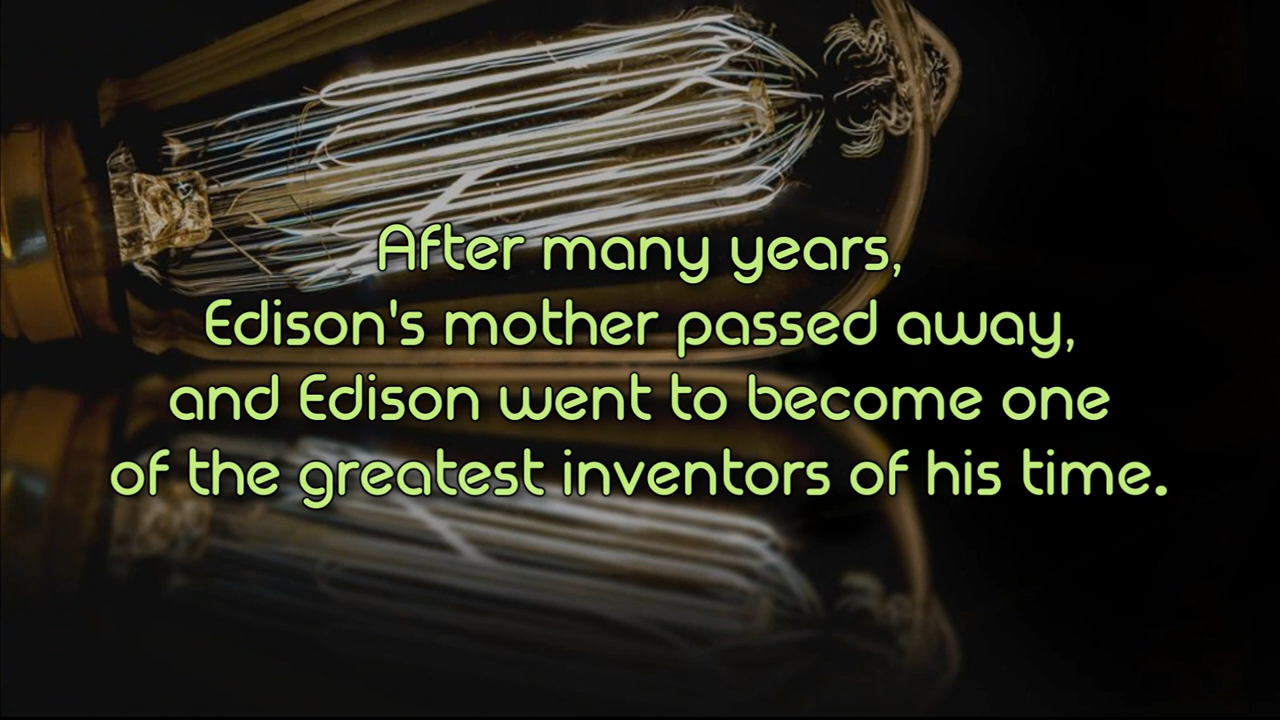 After many years,
Edison's mother passed away,
and Edison went to become one
of the greatest inventors of his time.